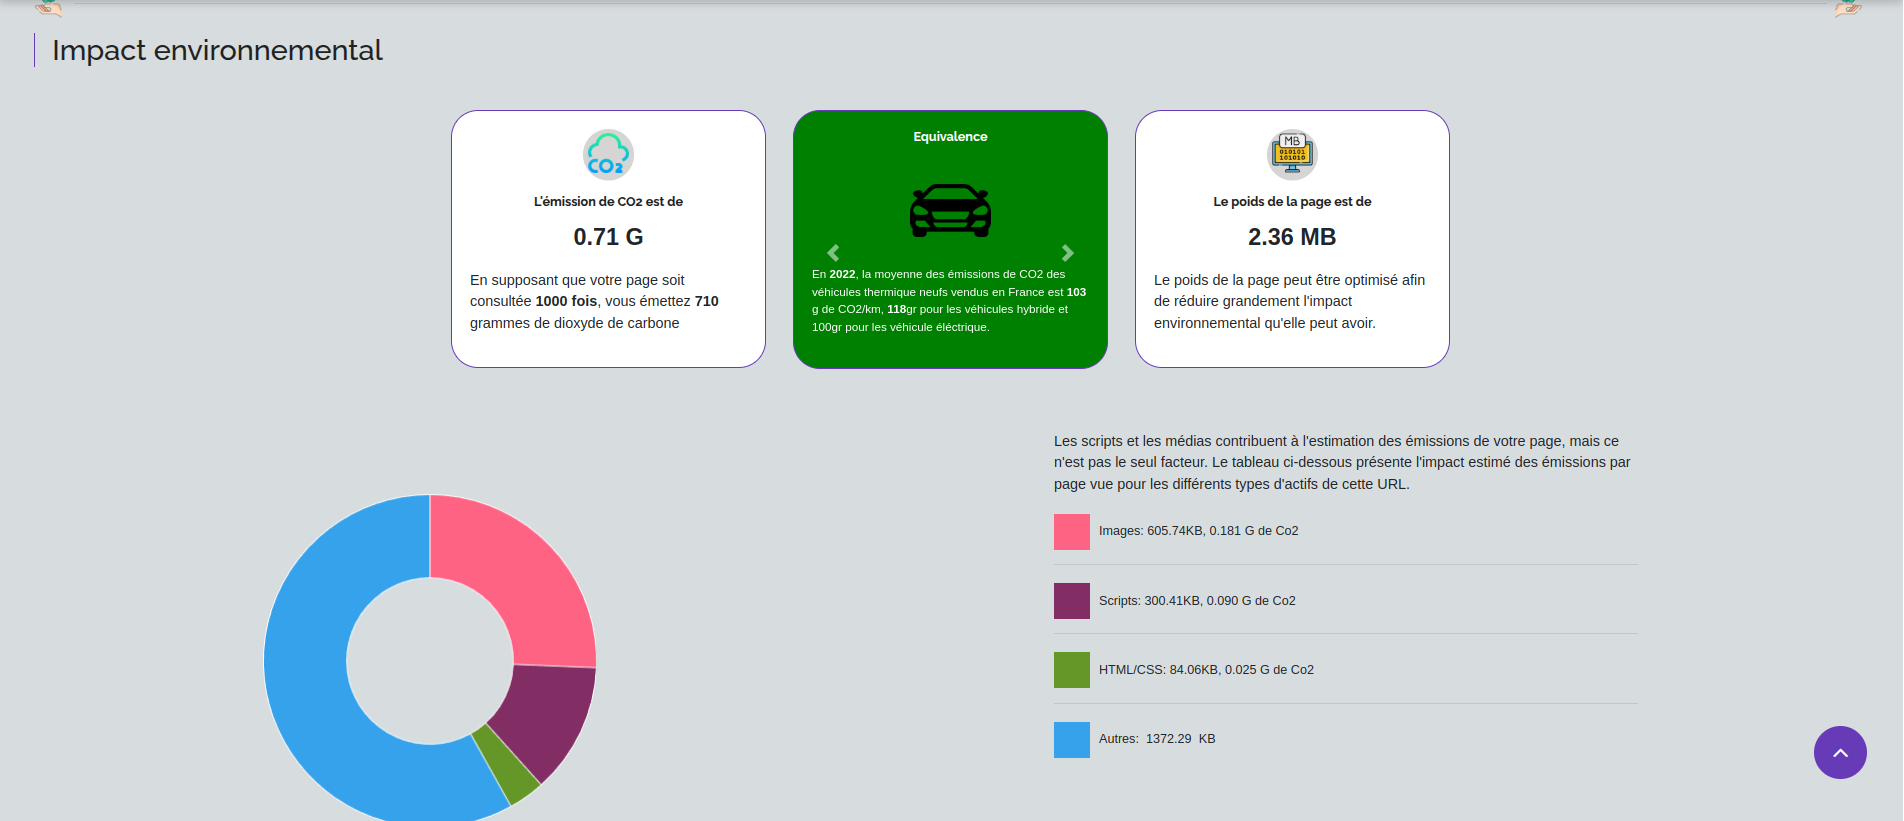 Impact environnemental
CO2
L'émission de CO2 est de
0.71 G
En supposant que votre page soit
consultée 1000 fois, vous émettez 710
grammes de dioxyde de carbone
Equivalence
En 2022, la moyenne des émissions de CO2 des
véhicules thermique neufs vendus en France est 103
g de CO2/km, 118gr pour les véhicules hybride et
100gr pour les véhicule éléctrique.
MB
010101
101010
Le poids de la page est de
2.36 MB
Le poids de la page peut être optimisé afin
de réduire grandement l'impact
environnemental qu'elle peut avoir.
Les scripts et les médias contribuent à l'estimation des émissions de votre page, mais ce
n'est pas le seul facteur. Le tableau ci-dessous présente l'impact estimé des émissions par
page vue pour les différents types d'actifs de cette URL.
Images: 605.74KB, 0.181 G de Co2
Scripts: 300.41KB, 0.090 G de Co2
HTML/CSS: 84.06KB, 0.025 G de Co2
Autres: 1372.29 KB